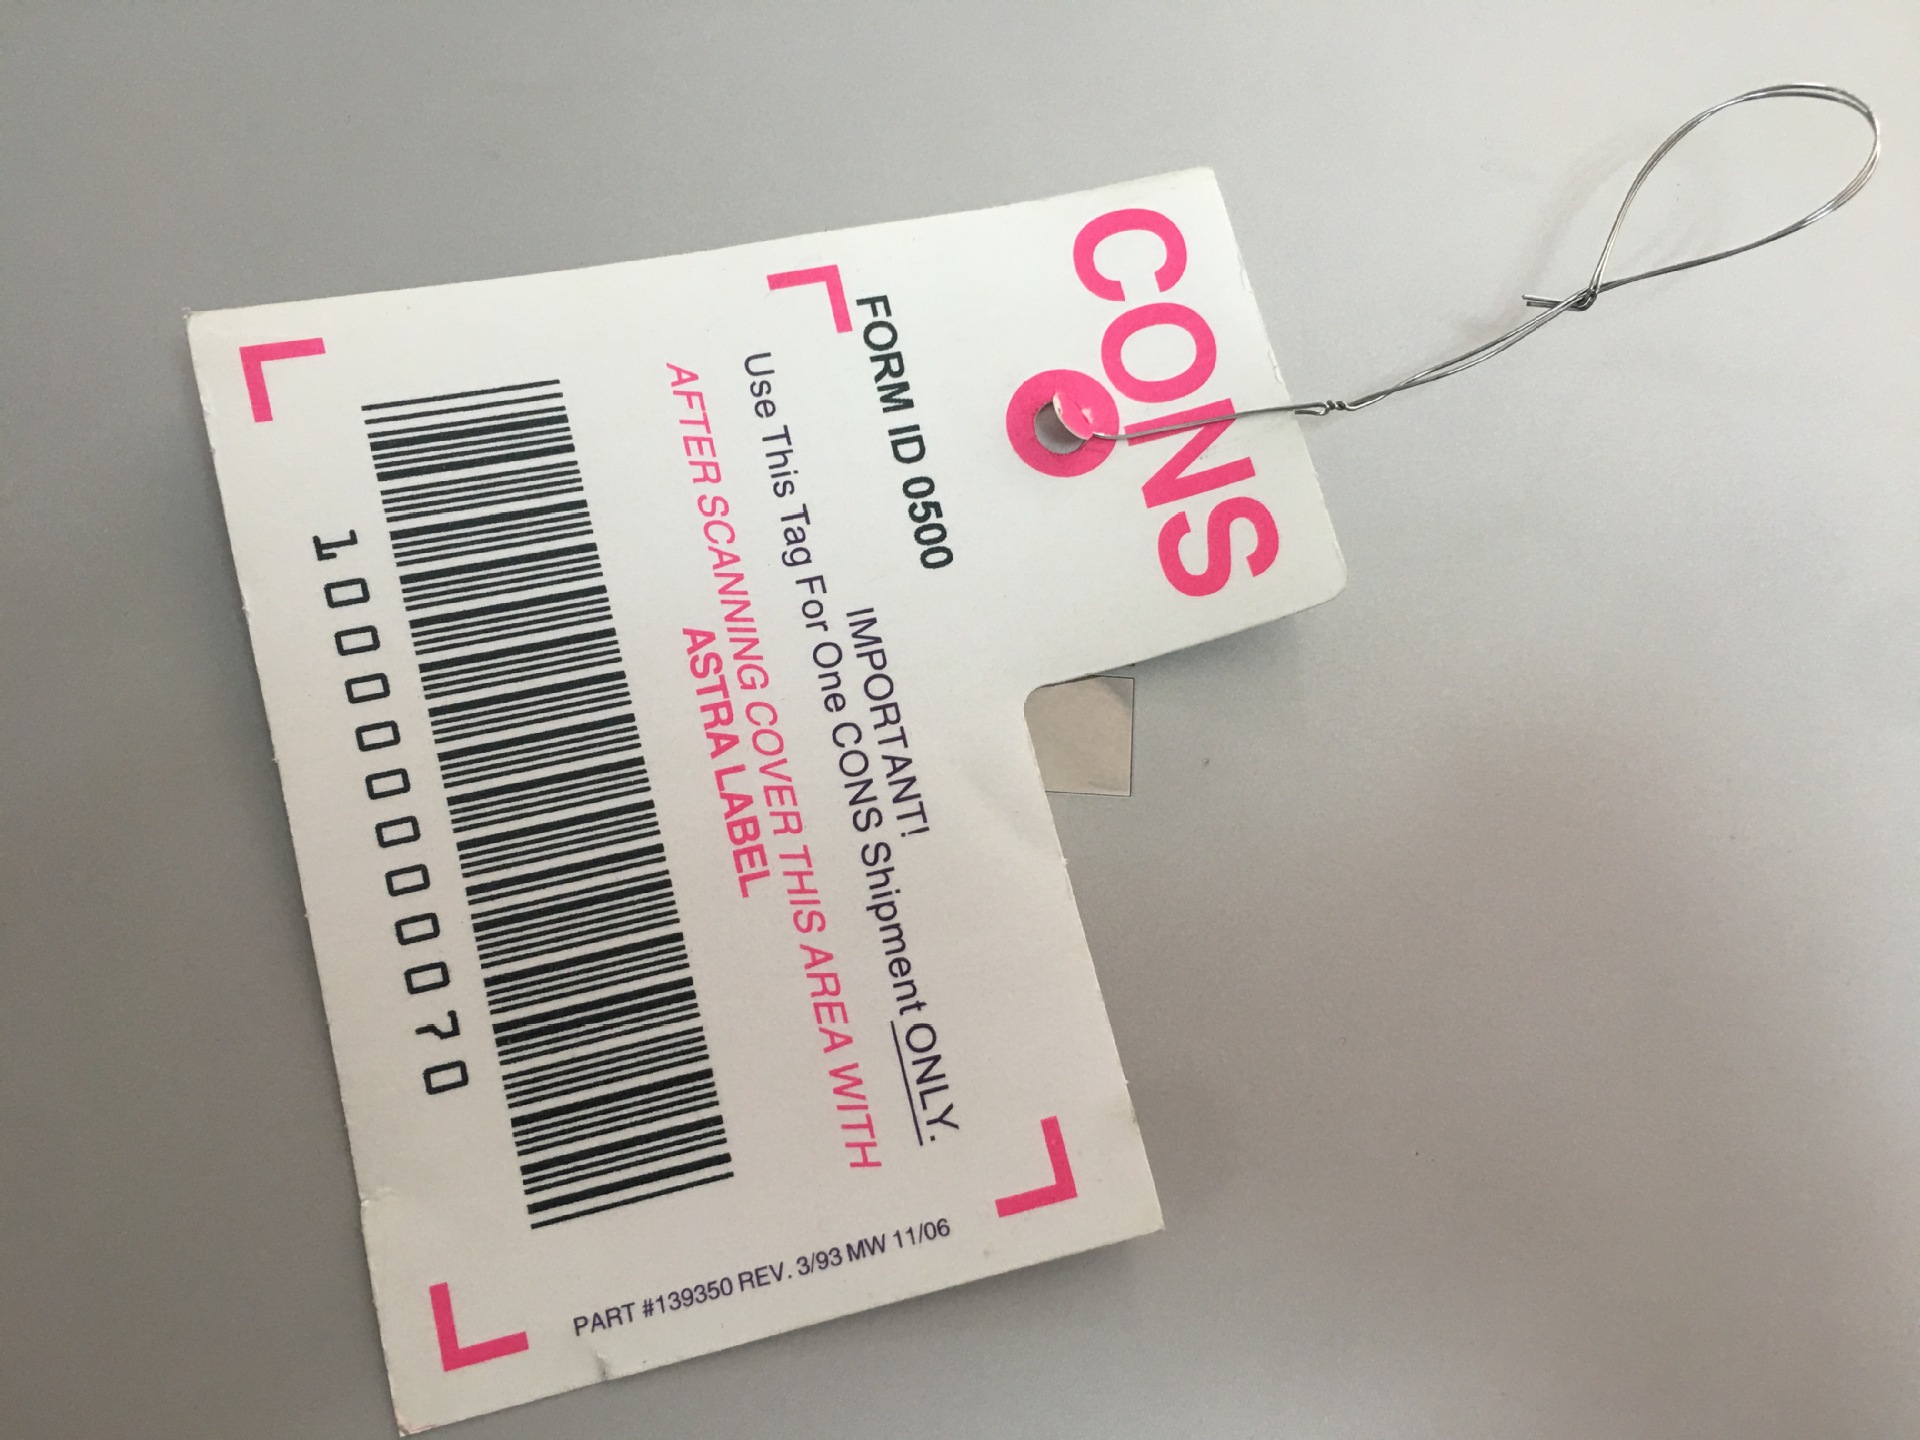 CONS
FORM ID 0500
IMPORTANT!
Use This Tag For One CONS Shipment ONLY.
AFTER SCANNING COVER THIS AREA WITH
ASTRA LABEL
100000000070
PART #139350 REV. 3/93 MW 11/06